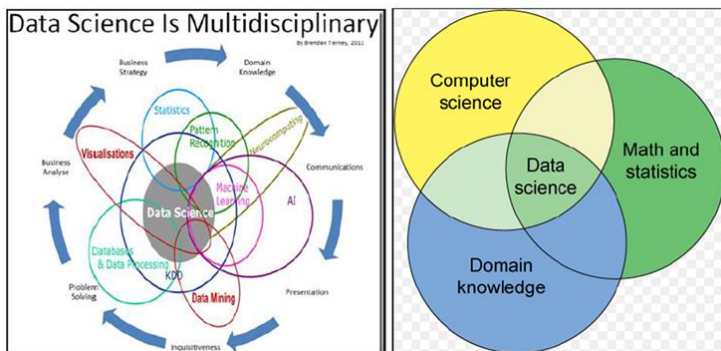 Data Science Is Multidisciplinary
By Brendan Tierney, 2012
Business
Strategy
Domain
Knowledge
Statistics
Pattern
Recognition
Neurocomputing
Visualisations
Business
Analyse
Communications
Machine
Learning
AI
Data Science
Databases
& Data Processing
KDD
Data Mining
Problem
Solving
Presentation
Inquisitiveness
Computer
science
Math and
statistics
Data
science
Domain
knowledge